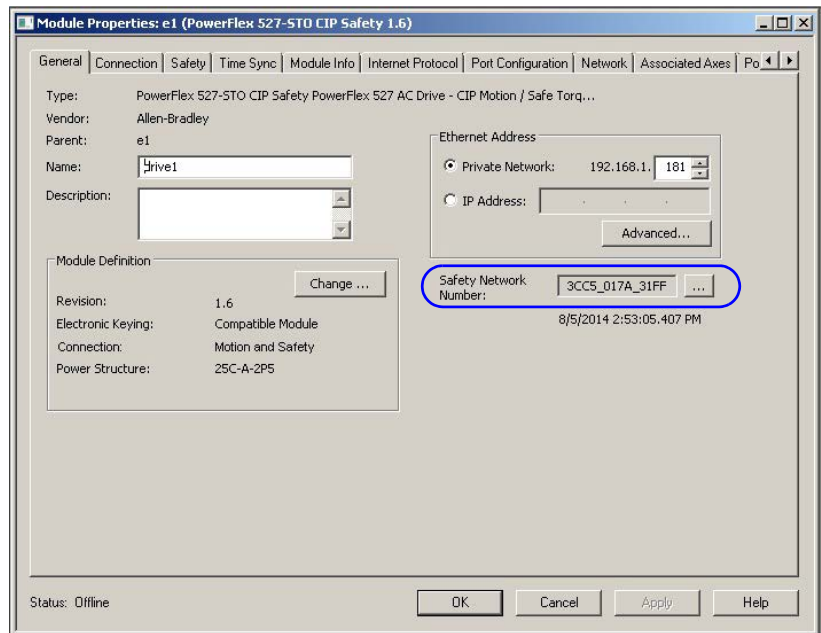 Module Properties: e1 (PowerFlex 527-STO CIP Safety 1.6)
General Connection Safety Time Sync Module Info Internet Protocol Port Configuration Network Associated Axes Po
Type: PowerFlex 527-STO CIP Safety PowerFlex 527 AC Drive - CIP Motion / Safe Torq...
Vendor: Allen-Bradley
Parent: e1
Name: Drive1
Description:
Ethernet Address
Private Network: 192.168.1. 181
IP Address: . . .
Advanced...
Module Definition
Change ...
Revision: 1.6
Electronic Keying: Compatible Module
Connection: Motion and Safety
Power Structure: 25C-A-2P5
Safety Network
Number: 3CC5_017A_31FF ...
8/5/2014 2:53:05.407 PM
Status: Offline
OK Cancel Apply Help